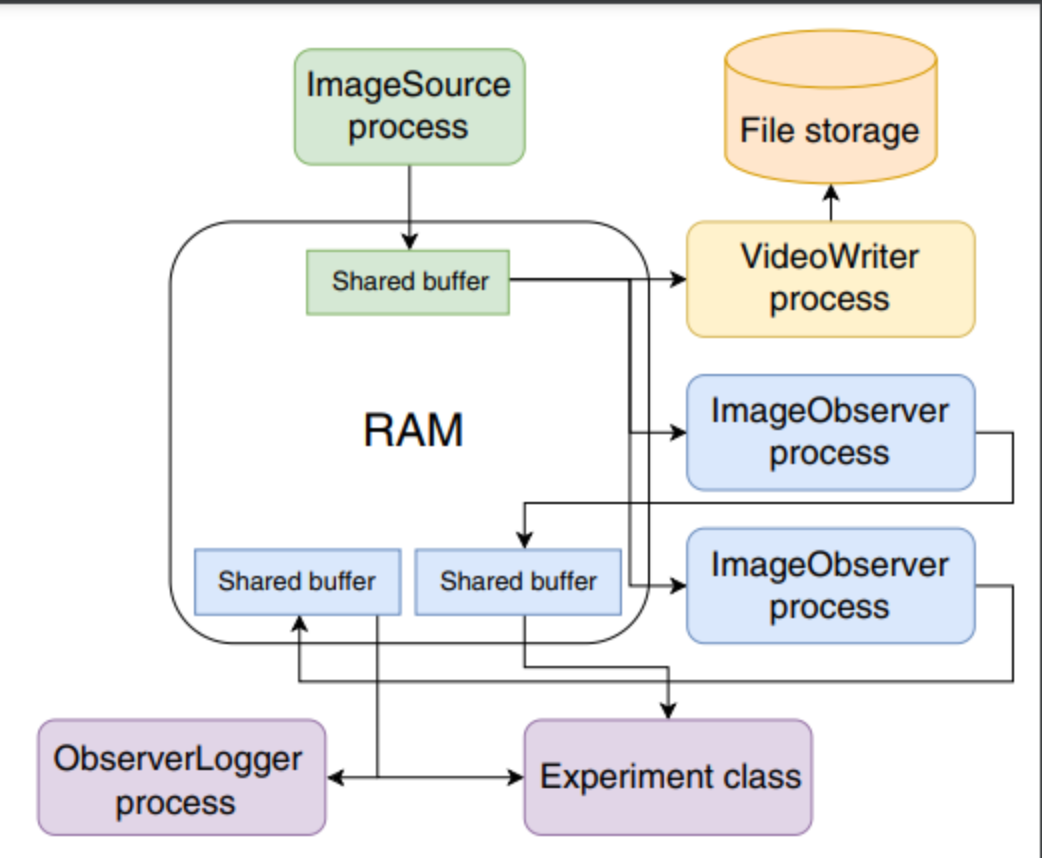 ImageSource
process
File storage
Shared buffer
VideoWriter
process
RAM
ImageObserver
process
Shared buffer
Shared buffer
ImageObserver
process
ObserverLogger
process
Experiment class